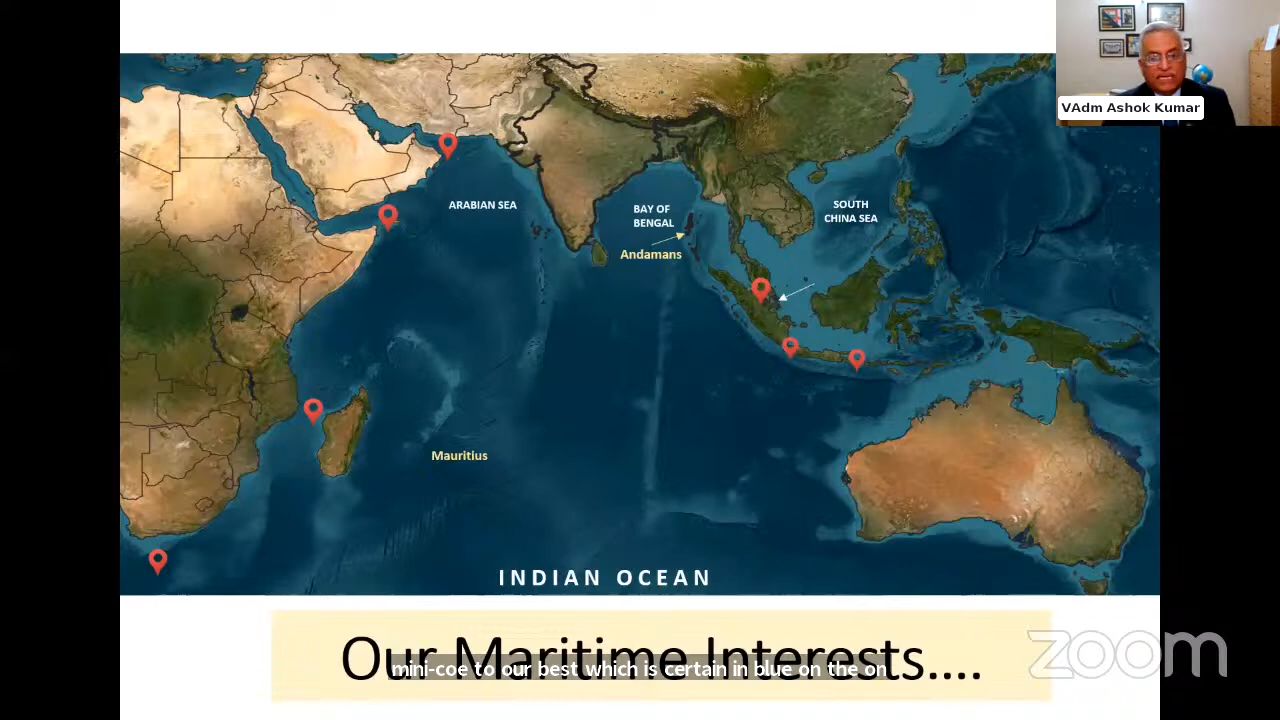 VAdm Ashok Kumar
ARABIAN SEA
BAY OF
BENGAL
SOUTH
CHINA SEA
Andamans
Mauritius
INDIAN OCEAN
Our Maritime Interests....
mini-coe to our best which is certain in blue on the on
zoom